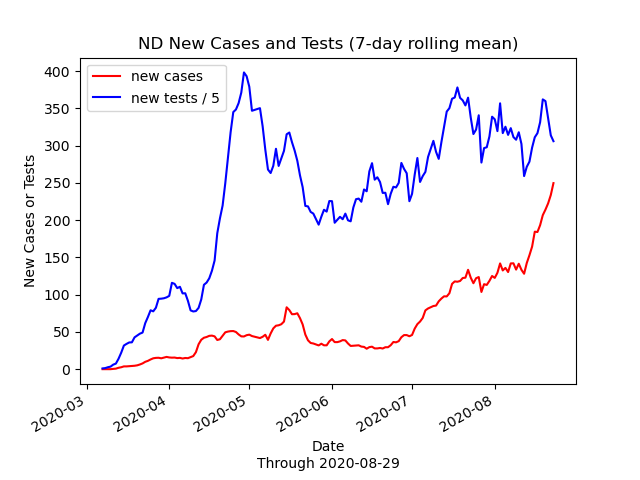 ND New Cases and Tests (7-day rolling mean)
new cases
new tests / 5
400
350
300
250
200
150
100
50
0
New Cases or Tests
2020-03
2020-04
2020-05
2020-06
2020-07
2020-08
Date
Through 2020-08-29